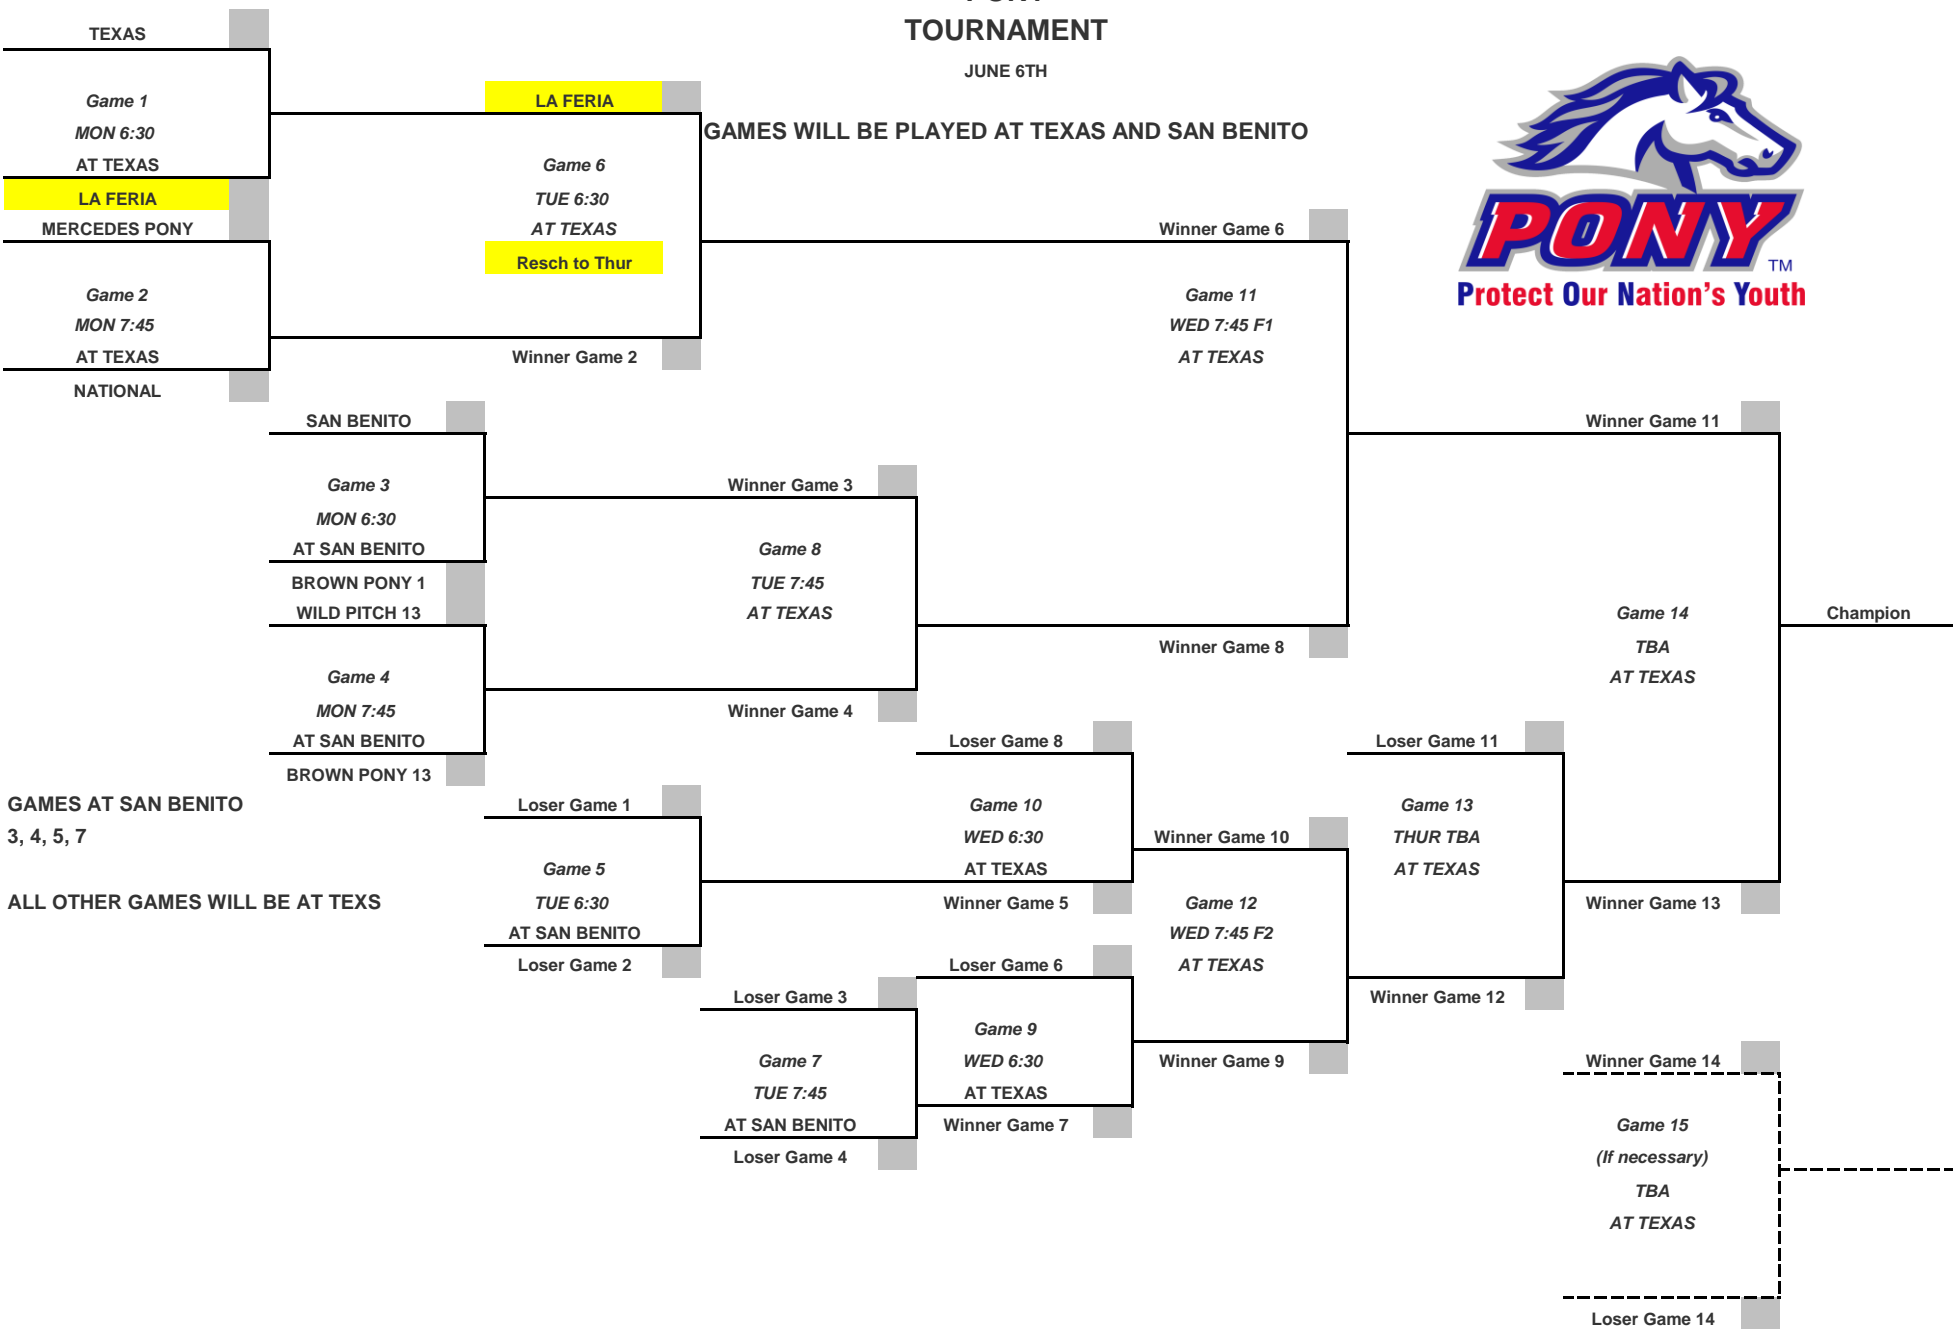 TOURNAMENT
JUNE 6TH
GAMES WILL BE PLAYED AT TEXAS AND SAN BENITO
PONY
TM
Protect Our Nation's Youth
TEXAS
Game 1
MON 6:30
AT TEXAS
LA FERIA
MERCEDES PONY
Game 2
MON 7:45
AT TEXAS
NATIONAL
LA FERIA
Game 6
TUE 6:30
AT TEXAS
Resch to Thur
Winner Game 2
SAN BENITO
Game 3
MON 6:30
AT SAN BENITO
BROWN PONY 1
WILD PITCH 13
Game 4
MON 7:45
AT SAN BENITO
BROWN PONY 13
Winner Game 3
Game 8
TUE 7:45
AT TEXAS
Winner Game 4
Winner Game 6
Game 11
WED 7:45 F1
AT TEXAS
Winner Game 8
Winner Game 11
Game 14
TBA
AT TEXAS
Winner Game 13
Champion
GAMES AT SAN BENITO
3, 4, 5, 7
ALL OTHER GAMES WILL BE AT TEXS
Loser Game 1
Game 5
TUE 6:30
AT SAN BENITO
Loser Game 2
Loser Game 3
Game 7
TUE 7:45
AT SAN BENITO
Loser Game 4
Loser Game 8
Game 10
WED 6:30
AT TEXAS
Winner Game 5
Loser Game 6
Game 9
WED 6:30
AT TEXAS
Winner Game 7
Winner Game 10
Game 12
WED 7:45 F2
AT TEXAS
Winner Game 9
Loser Game 11
Game 13
THUR TBA
AT TEXAS
Winner Game 12
Winner Game 14
Game 15
(If necessary)
TBA
AT TEXAS
Loser Game 14